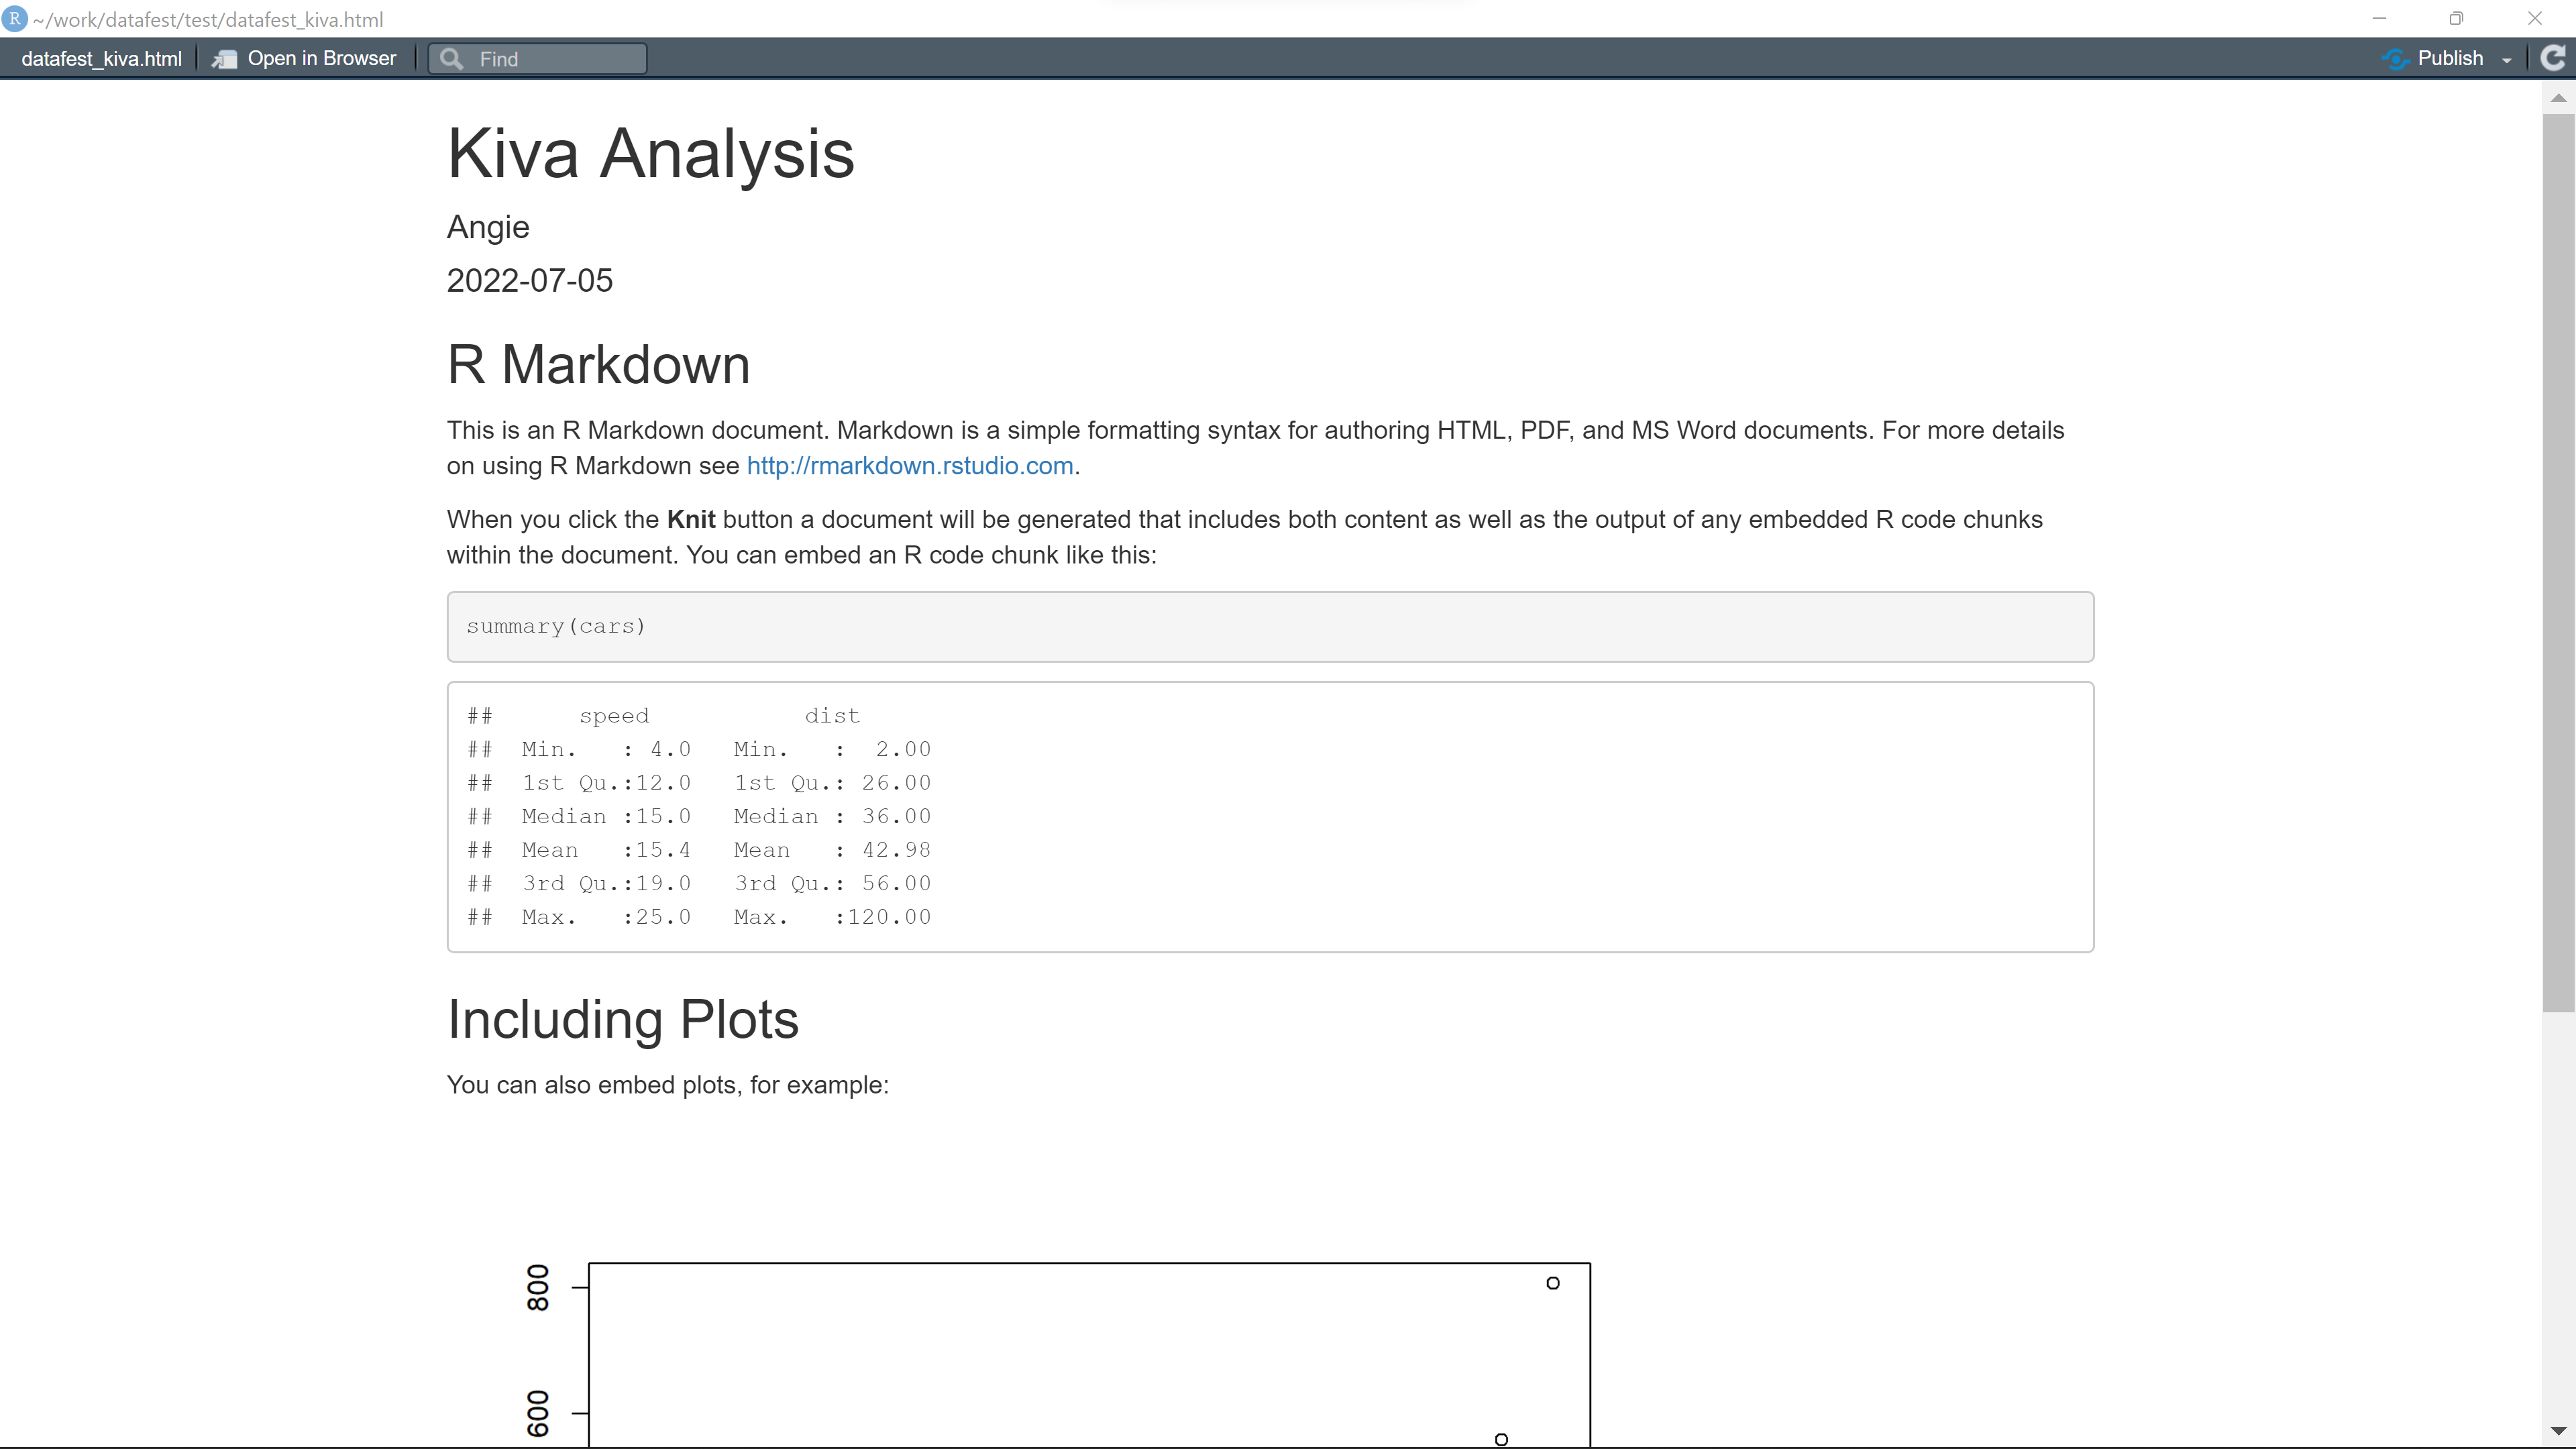 R ~/work/datafest/test/datafest_kiva.html
datafest_kiva.html Open in Browser Find Publish
Kiva Analysis
Angie
2022-07-05
R Markdown
This is an R Markdown document. Markdown is a simple formatting syntax for authoring HTML, PDF, and MS Word documents. For more details
on using R Markdown see http://rmarkdown.rstudio.com.
When you click the Knit button a document will be generated that includes both content as well as the output of any embedded R code chunks
within the document. You can embed an R code chunk like this:
summary(cars)
##      speed           dist
##  Min.   : 4.0   Min.   :  2.00
##  1st Qu.:12.0   1st Qu.: 26.00
##  Median :15.0   Median : 36.00
##  Mean   :15.4   Mean   : 42.98
##  3rd Qu.:19.0   3rd Qu.: 56.00
##  Max.   :25.0   Max.   :120.00
Including Plots
You can also embed plots, for example:
800
600